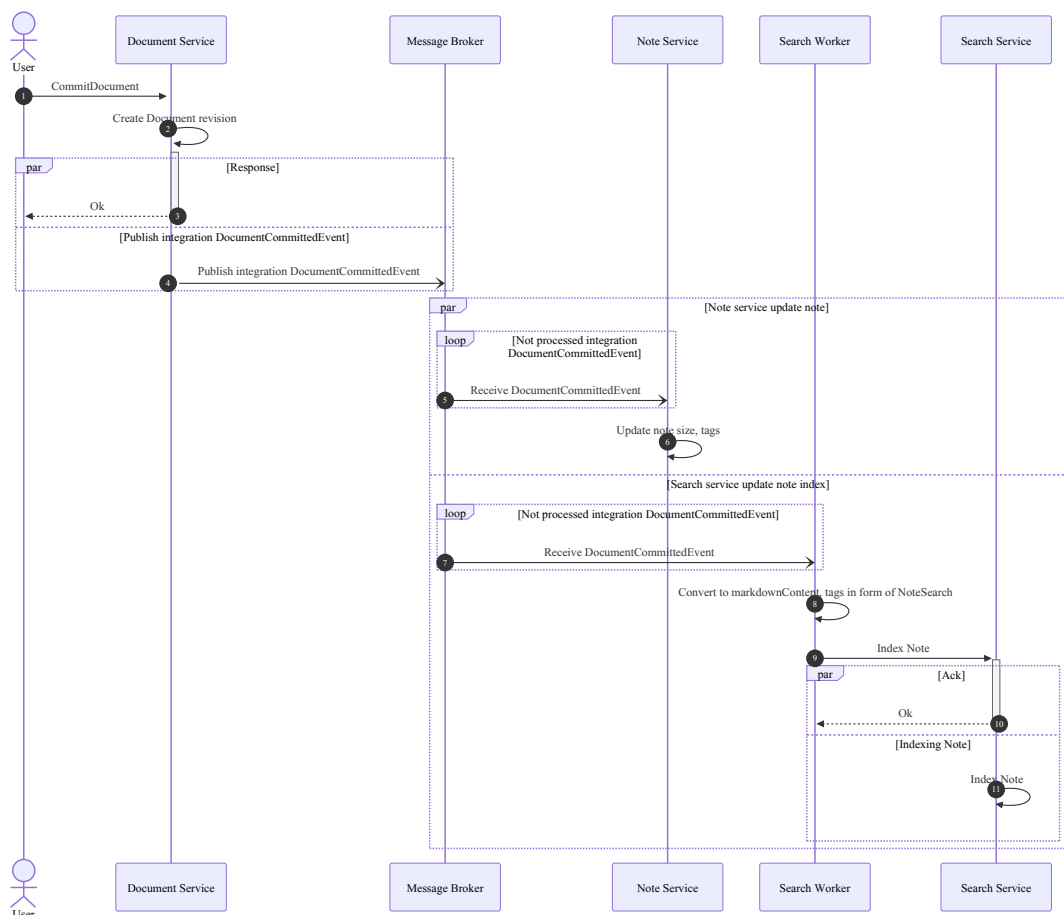 Document Service
Message Broker
Note Service
Search Worker
Search Service
User
1
CommitDocument
Create Document revision
2
par
[Response]
Ok
3
[Publish integration DocumentCommittedEvent]
Publish integration DocumentCommittedEvent
4
par
[Note service update note]
loop
[Not processed integration
DocumentCommittedEvent]
Receive DocumentCommittedEvent
5
Update note size, tags
6
[Search service update note index]
loop
[Not processed integration DocumentCommittedEvent]
Receive DocumentCommittedEvent
7
Convert to markdownContent, tags in form of NoteSearch
8
Index Note
9
par
[Ack]
Ok
10
[Indexing Note]
Index Note
11
Document Service
Message Broker
Note Service
Search Worker
Search Service
User